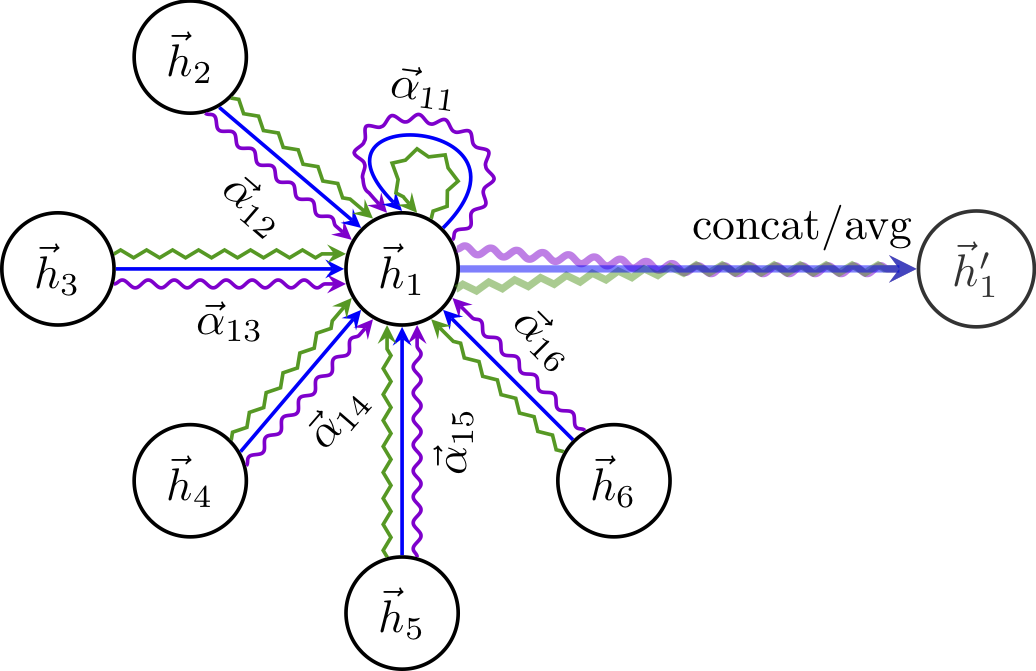 h⃗₂
α⃗₁₁
α⃗₁₂
concat/avg
h⃗₃
h⃗₁
h⃗₁′
α⃗₁₃
α⃗₁₆
α⃗₁₄
α⃗₁₅
h⃗₄
h⃗₆
h⃗₅